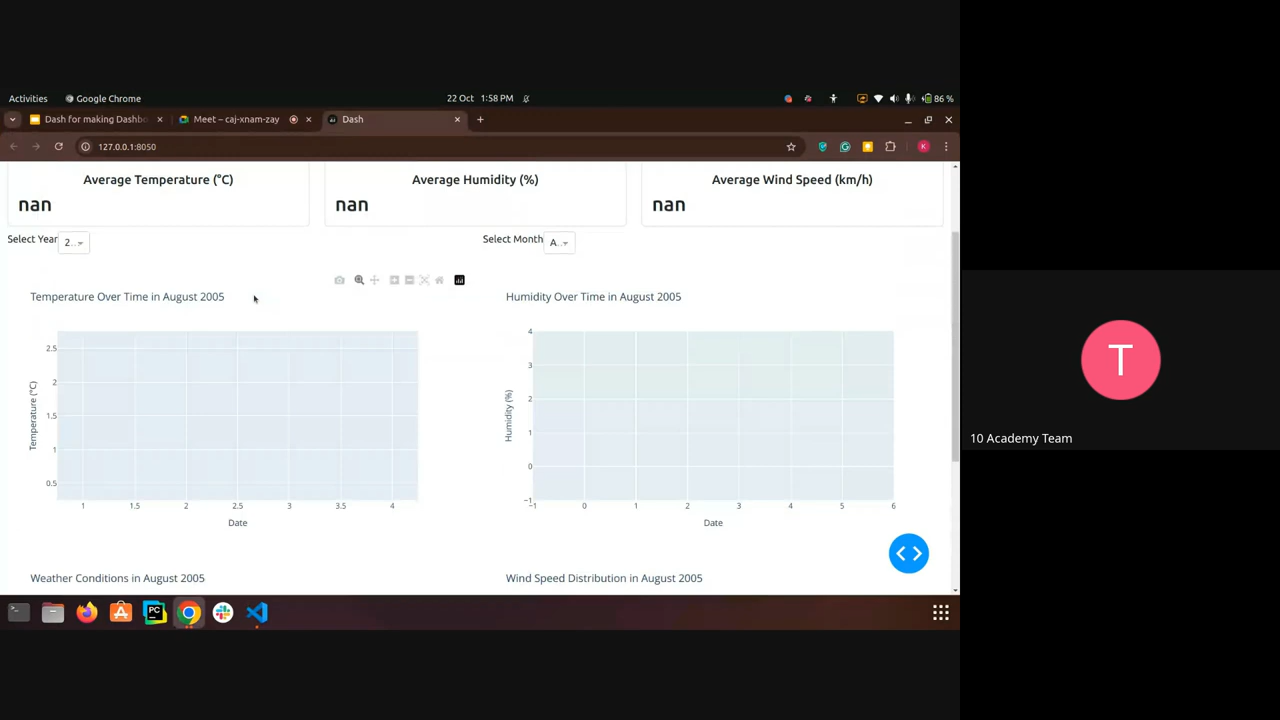 Activities
Google Chrome
22 Oct 1:58 PM
86 %
Dash for making Dashbo
Meet – caj-xnam-zay
Dash
127.0.0.1:8050
K
Average Temperature (°C)
nan
Average Humidity (%)
nan
Average Wind Speed (km/h)
nan
Select Year
2...
Select Month
A...
Temperature Over Time in August 2005
2.5
2
1.5
1
0.5
Temperature (°C)
1 1.5 2 2.5 3 3.5 4
Date
Humidity Over Time in August 2005
4
3
2
1
0
−1
Humidity (%)
−1 0 1 2 3 4 5 6
Date
Weather Conditions in August 2005
Wind Speed Distribution in August 2005
PC
T
10 Academy Team